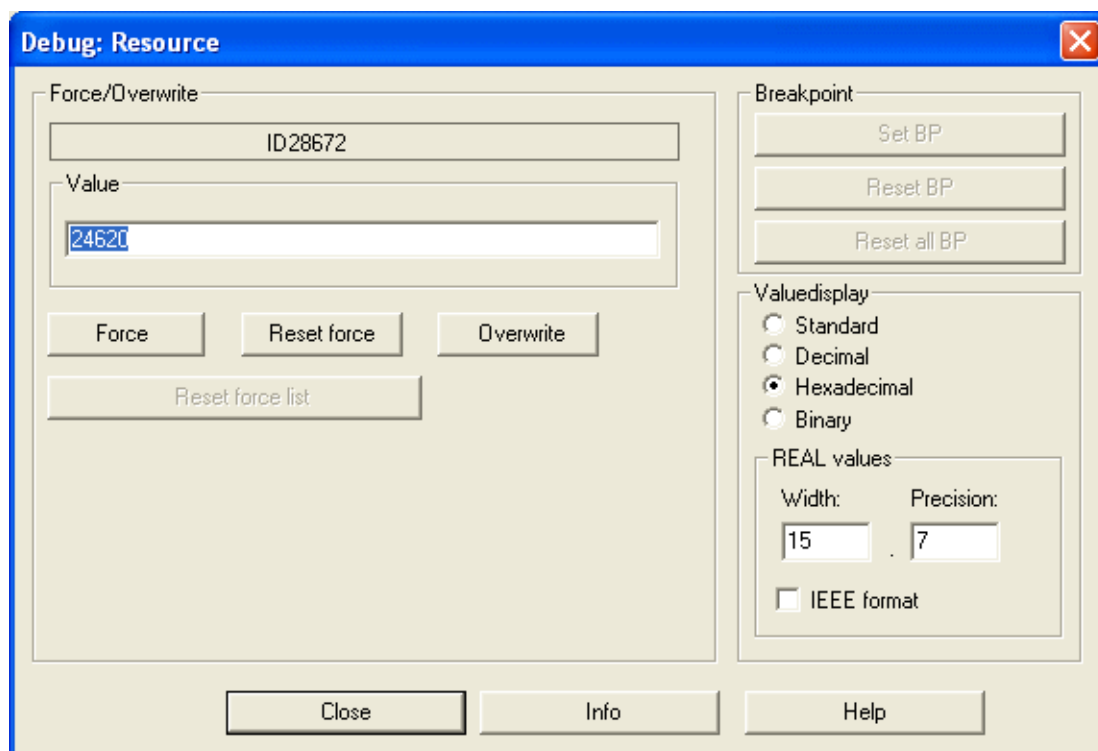 Debug: Resource
Force/Overwrite
ID28672
Value
24620
Force Reset force Overwrite
Reset force list
Breakpoint
Set BP
Reset BP
Reset all BP
Valuedisplay
Standard
Decimal
Hexadecimal
Binary
REAL values
Width: Precision:
15 . 7
IEEE format
Close Info Help